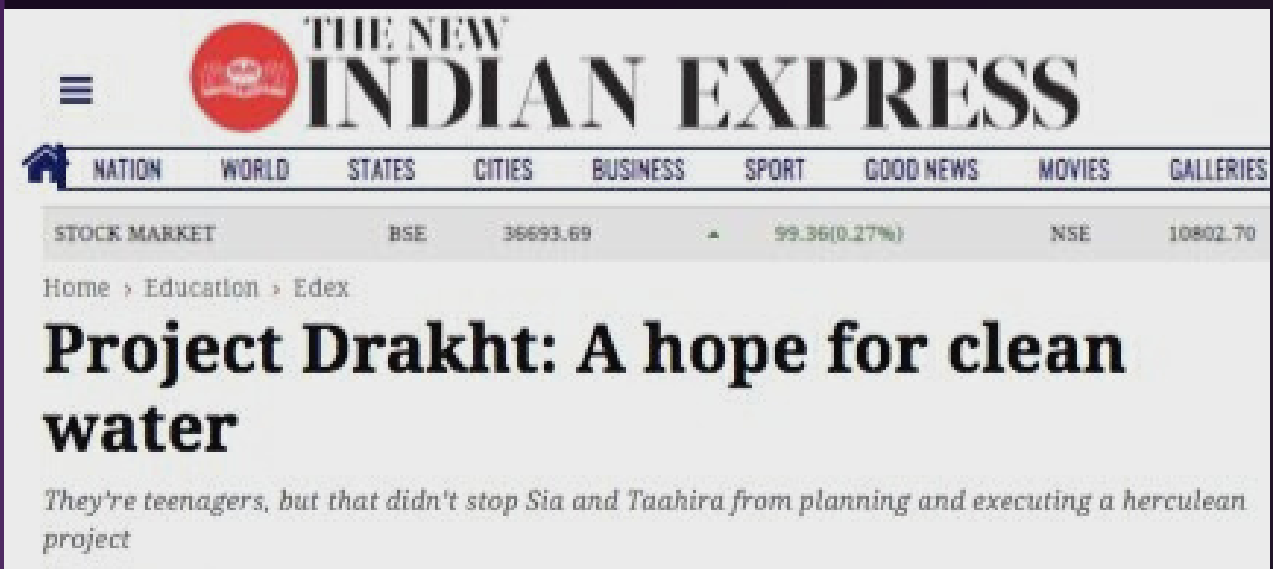 THE NEW
INDIAN EXPRESS
NATION WORLD STATES CITIES BUSINESS SPORT GOOD NEWS MOVIES GALLERIES
STOCK MARKET BSE 36693.69 99.36(0.27%) NSE 10802.70
Home › Education › Edex
Project Drakht: A hope for clean
water
They're teenagers, but that didn't stop Sia and Taahira from planning and executing a herculean
project